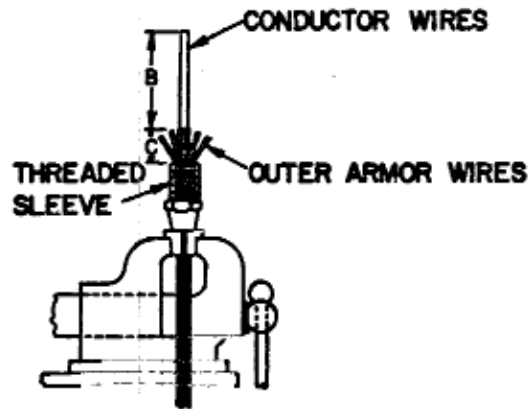 CONDUCTOR WIRES
B
C
THREADED
SLEEVE
OUTER ARMOR WIRES